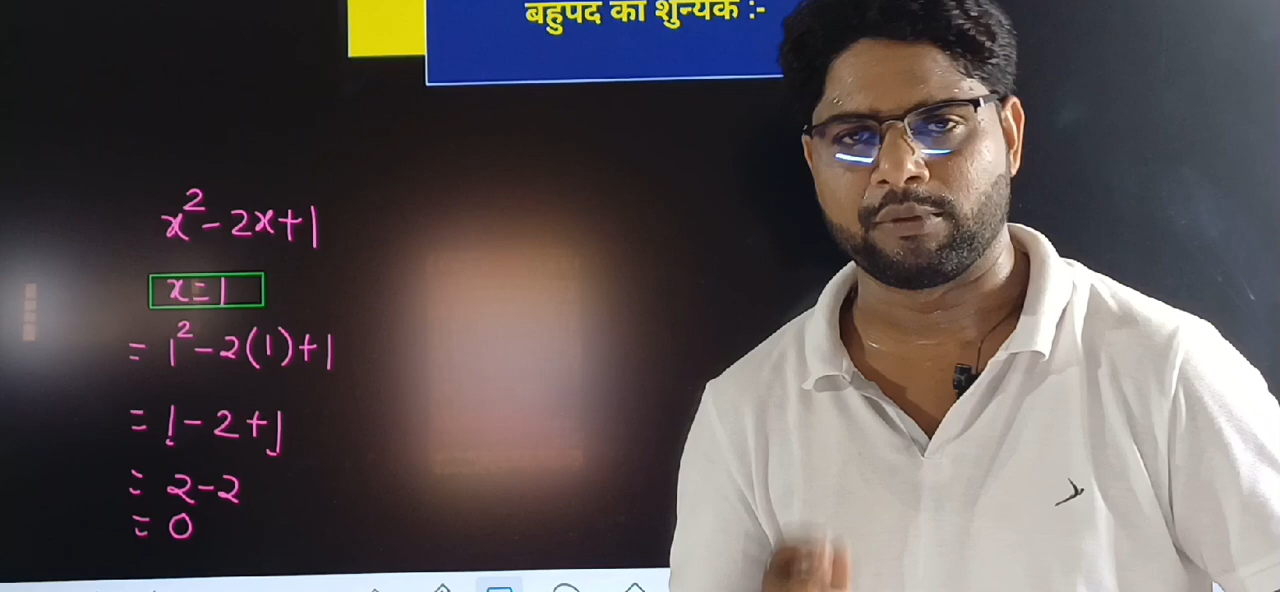 बहुपद का शुन्यक :-
x² - 2x + 1
x = 1
= 1² - 2(1) + 1
= 1 - 2 + 1
= 2 - 2
= 0